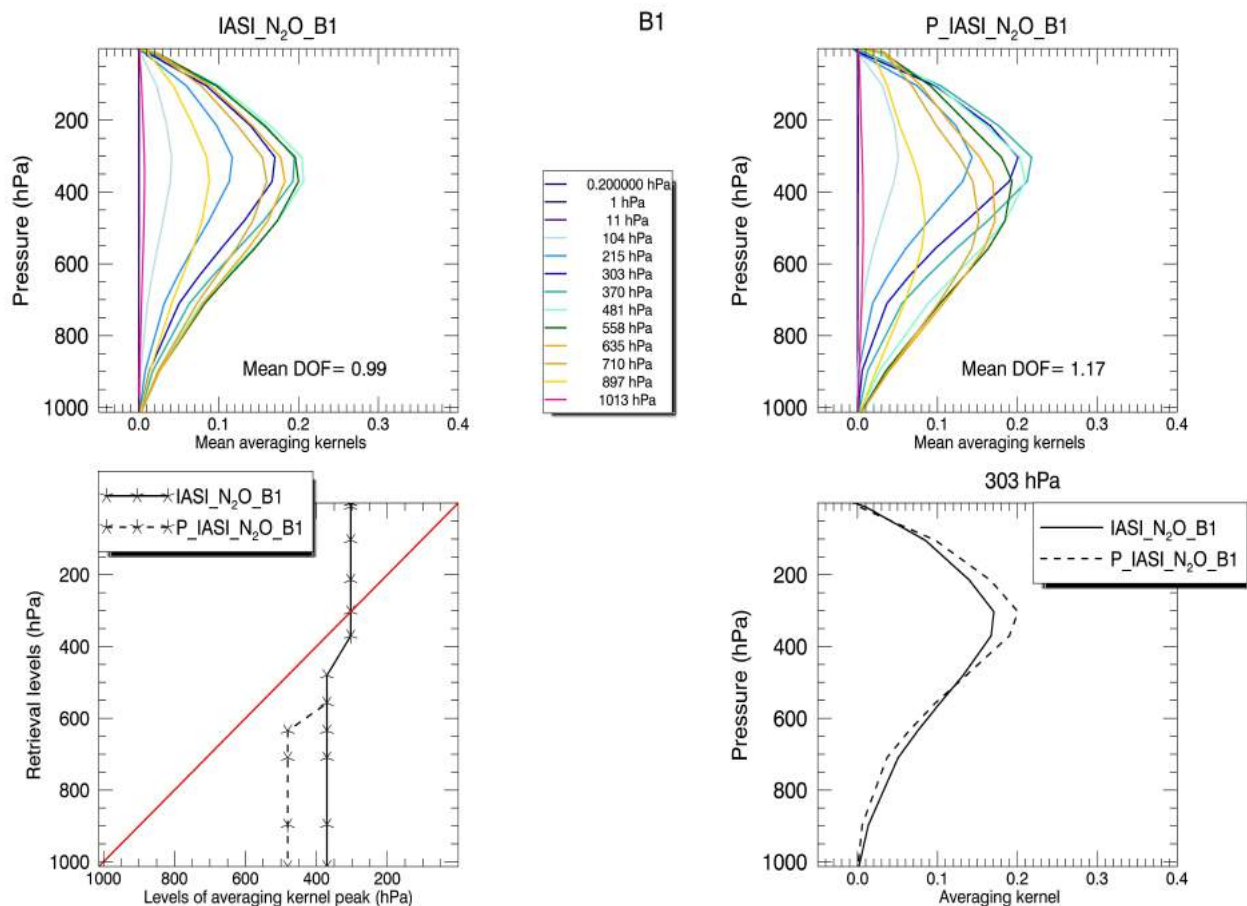 B1
IASI_N₂O_B1
0
200
400
600
800
1000
Pressure (hPa)
Mean DOF= 0.99
0.0 0.1 0.2 0.3 0.4
Mean averaging kernels
0.200000 hPa
1 hPa
11 hPa
104 hPa
215 hPa
303 hPa
370 hPa
481 hPa
558 hPa
635 hPa
710 hPa
897 hPa
1013 hPa
P_IASI_N₂O_B1
200
400
600
800
1000
Pressure (hPa)
Mean DOF= 1.17
0.0 0.1 0.2 0.3 0.4
Mean averaging kernels
IASI_N₂O_B1
P_IASI_N₂O_B1
200
400
600
800
1000
Retrieval levels (hPa)
1000 800 600 400 200
Levels of averaging kernel peak (hPa)
303 hPa
IASI_N₂O_B1
P_IASI_N₂O_B1
200
400
600
800
1000
Pressure (hPa)
0.0 0.1 0.2 0.3 0.4
Averaging kernel